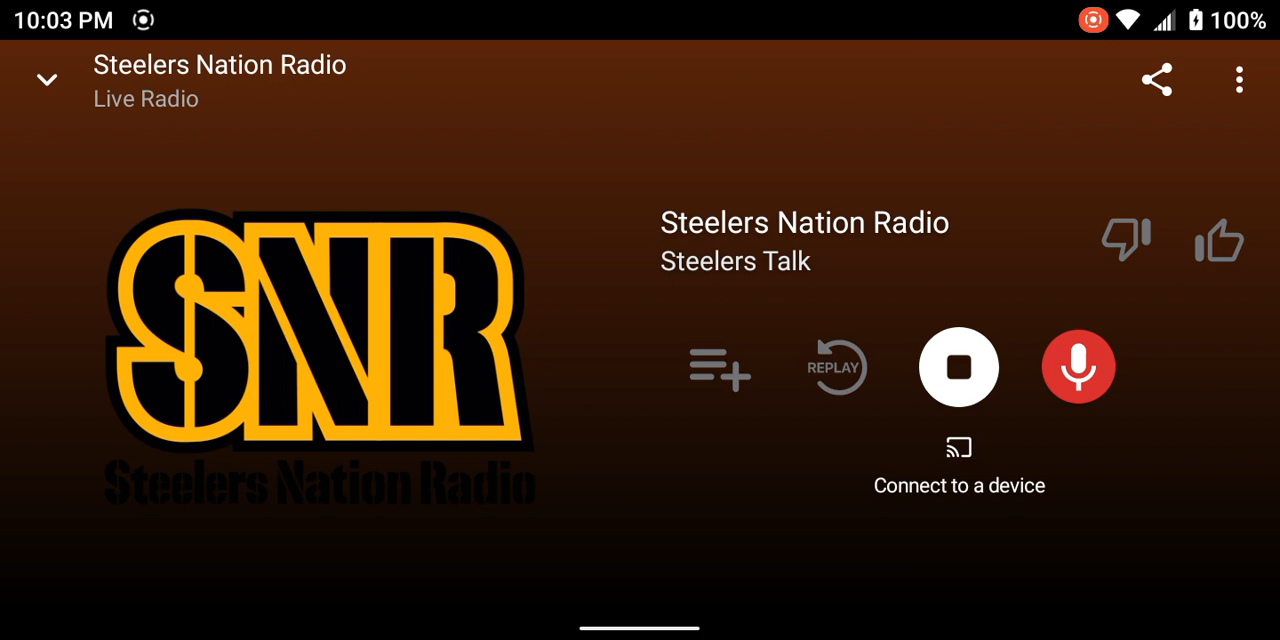 10:03 PM
100%
Steelers Nation Radio
Live Radio
SNR
Steelers Nation Radio
Steelers Nation Radio
Steelers Talk
REPLAY
Connect to a device